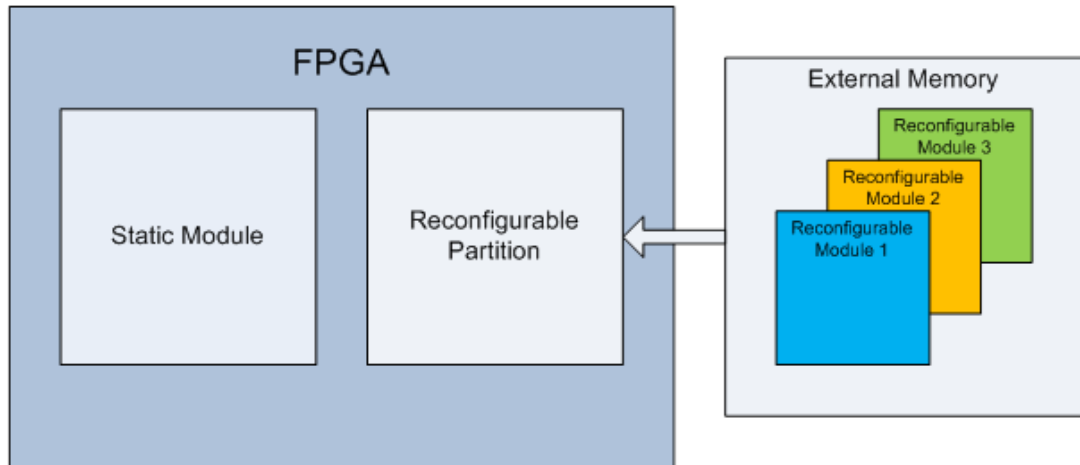 FPGA
Static Module
Reconfigurable
Partition
External Memory
Reconfigurable
Module 3
Reconfigurable
Module 2
Reconfigurable
Module 1